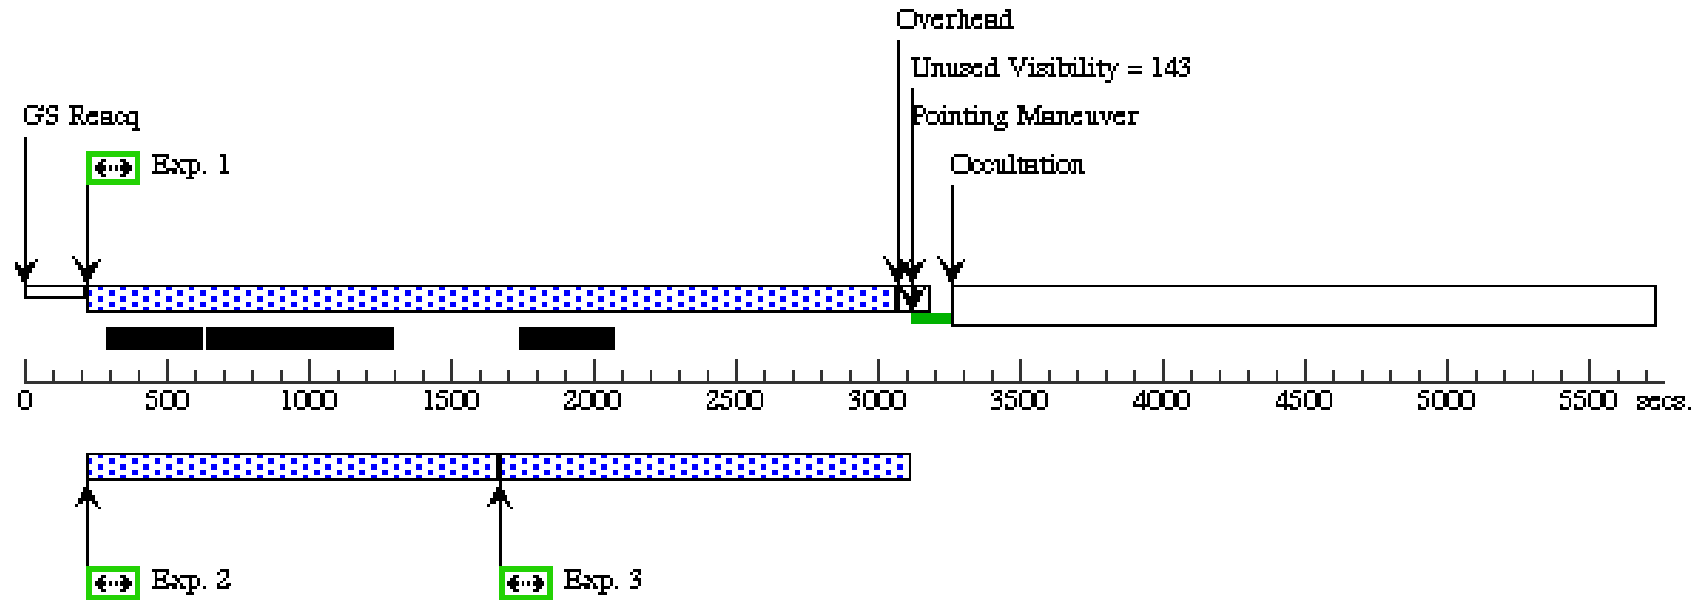 Overhead
Unused Visibility = 143
GS Reacq
Pointing Maneuver
Exp. 1
Occultation
0 500 1000 1500 2000 2500 3000 3500 4000 4500 5000 5500 secs.
Exp. 2
Exp. 3